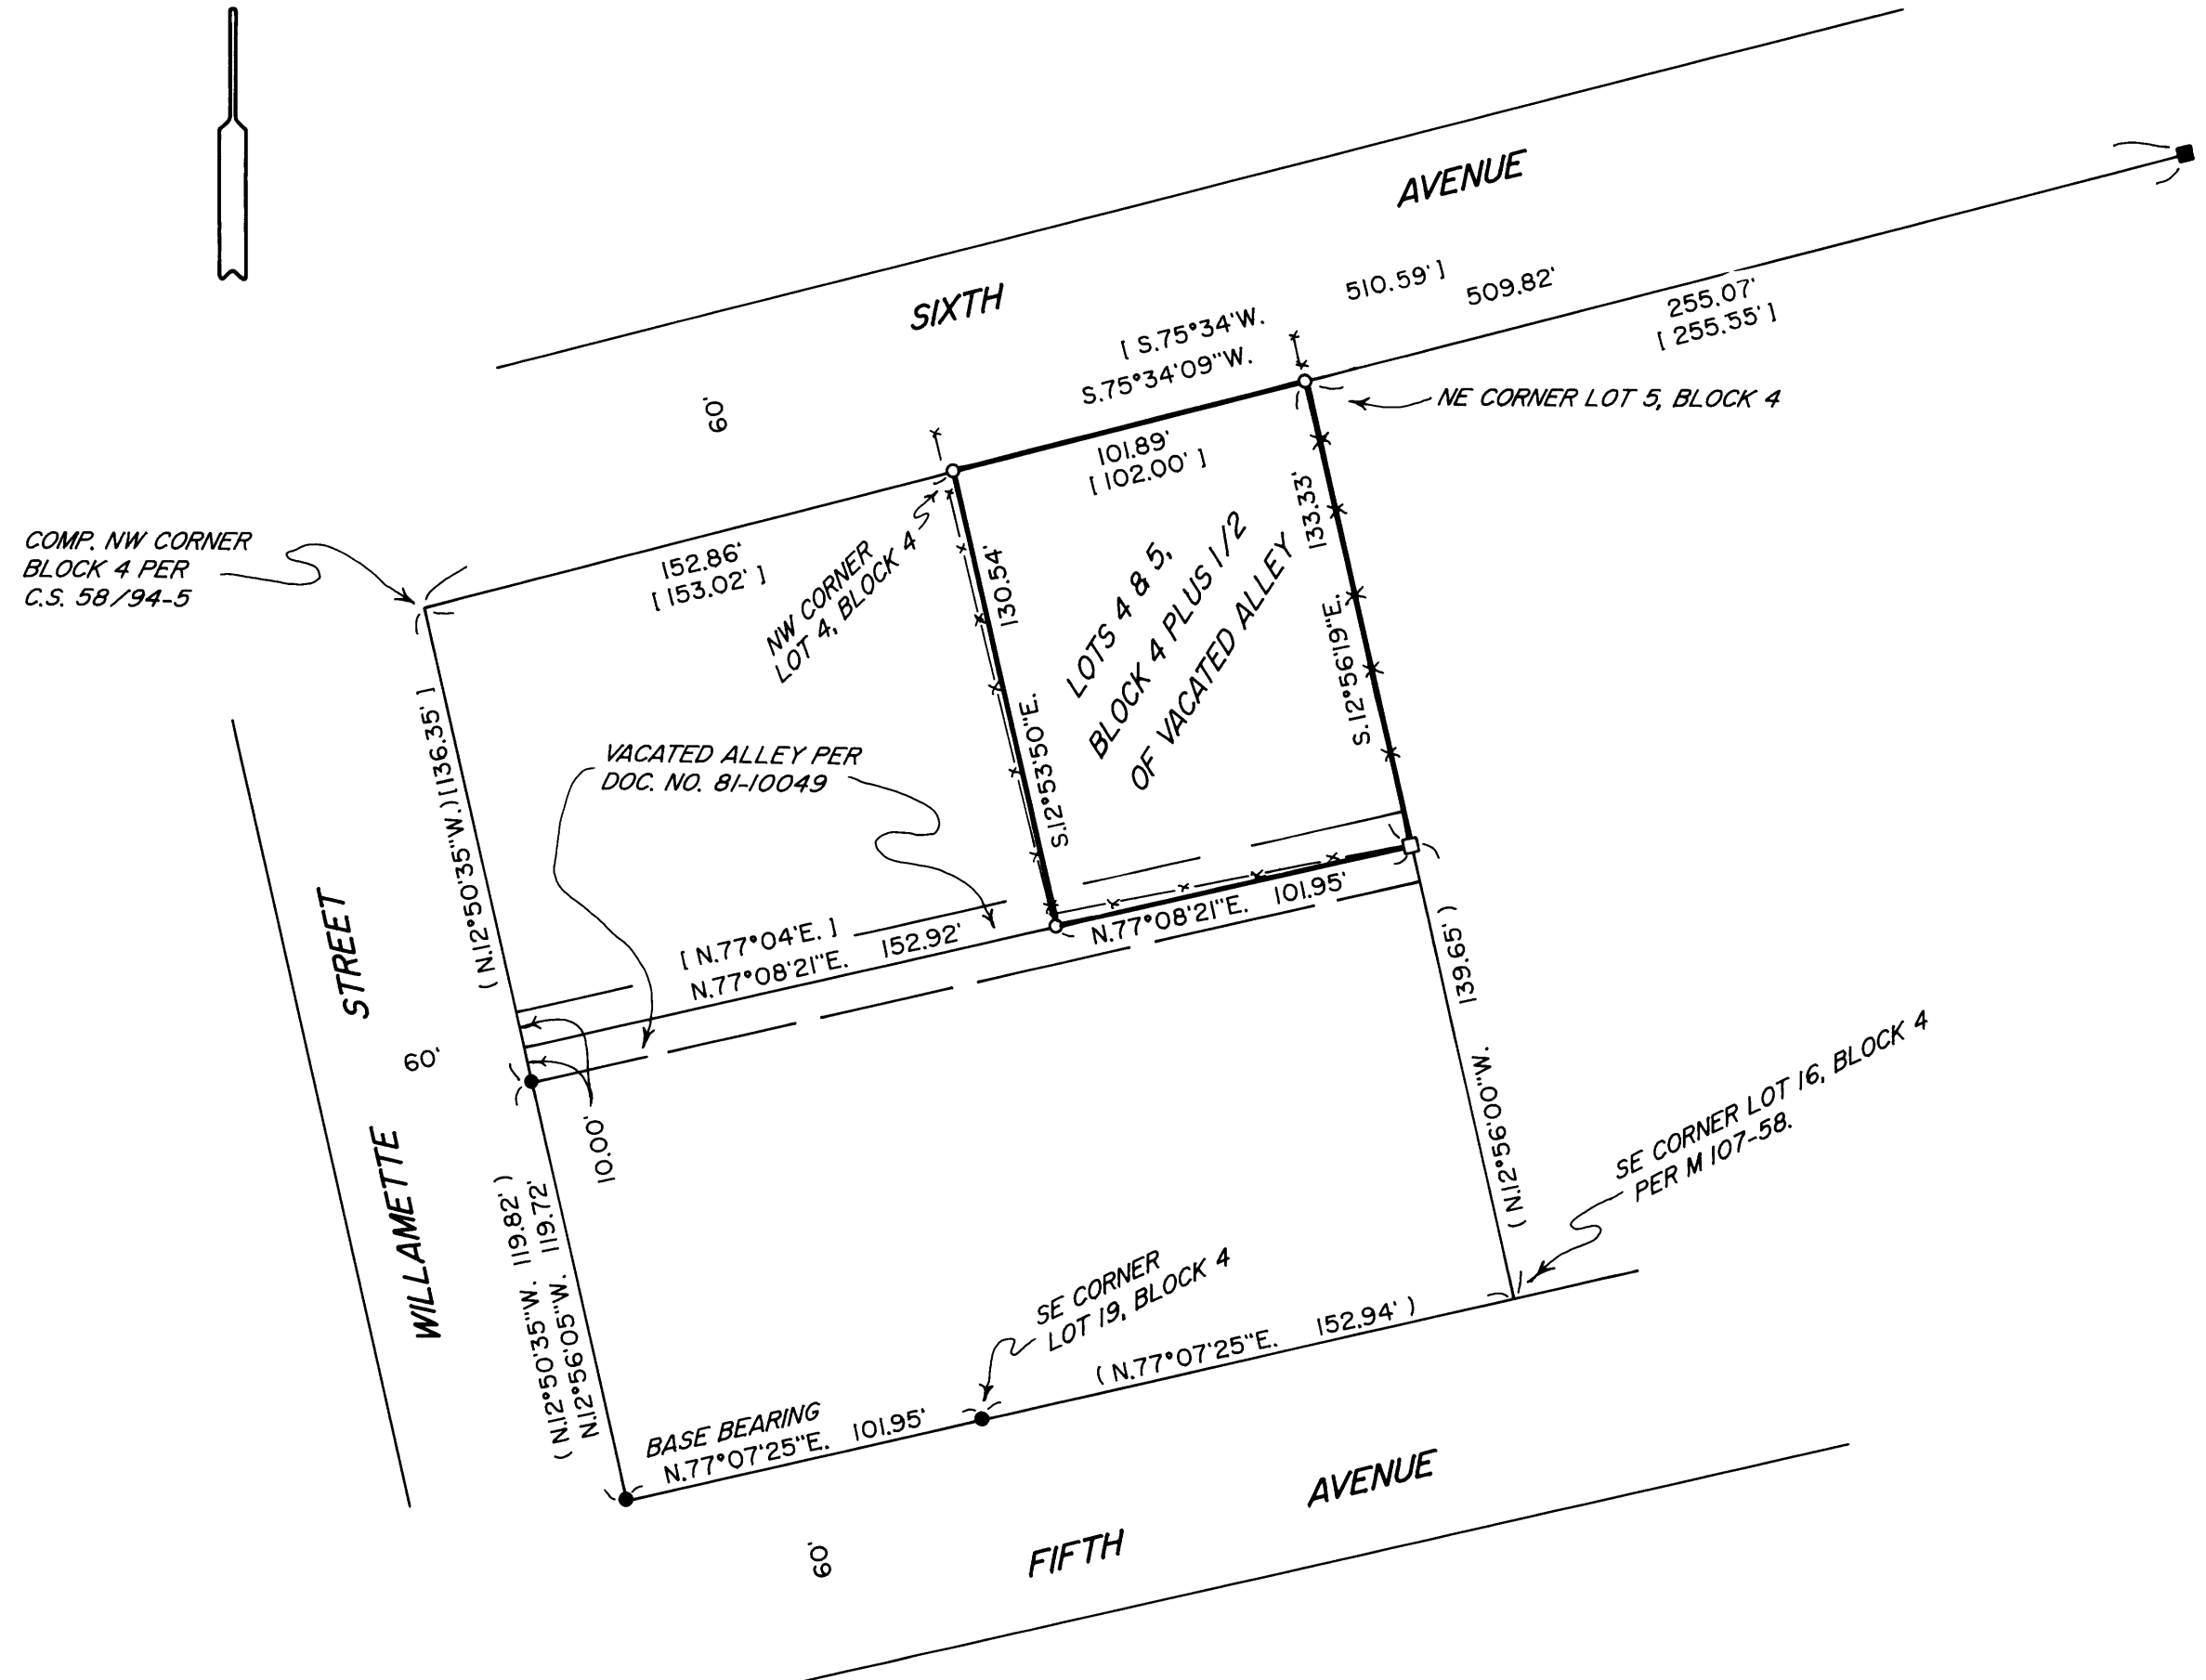 AVENUE
SIXTH
510.59' ]
509.82'
255.07'
[ 255.55' ]
[ S.75°34'W.
S.75°34'09"W.
60'
NE CORNER LOT 5, BLOCK 4
101.89'
[ 102.00' ]
COMP. NW CORNER
BLOCK 4 PER
C.S. 58/94-5
152.86'
[ 153.02' ]
NW CORNER
LOT 4, BLOCK 4
130.54'
S.12°53'50"E.
LOTS 4 & 5,
BLOCK 4 PLUS 1/2
OF VACATED ALLEY
133.33'
S.12°56'19"E.
(N.12°50'35"W.) [136.35' ]
VACATED ALLEY PER
DOC. NO. 81-10049
[ N.77°04'E. ]
N.77°08'21"E. 152.92'
N.77°08'21"E. 101.95'
STREET
WILLAMETTE
60'
10.00'
( N.12°56'00"W. 139.65' )
SE CORNER LOT 16, BLOCK 4
PER M 107-58.
( N.12°50'35"W. 119.82' )
N.12°56'05"W. 119.72'
SE CORNER
LOT 19, BLOCK 4
( N.77°07'25"E. 152.94' )
BASE BEARING
N.77°07'25"E. 101.95'
AVENUE
FIFTH
60'